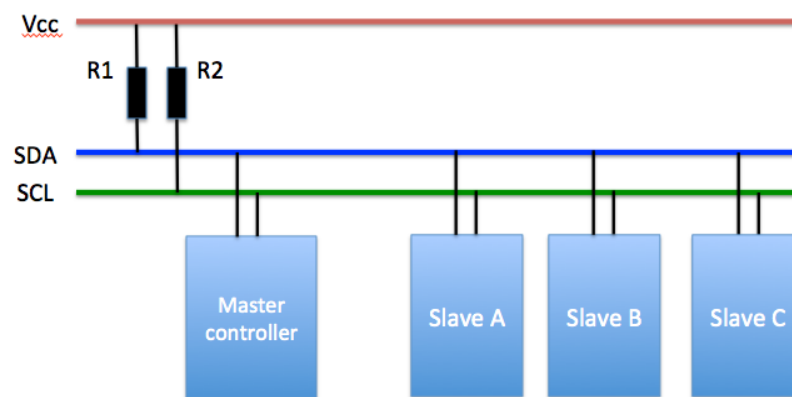 Vcc
R1 R2
SDA
SCL
Master
controller
Slave A Slave B Slave C